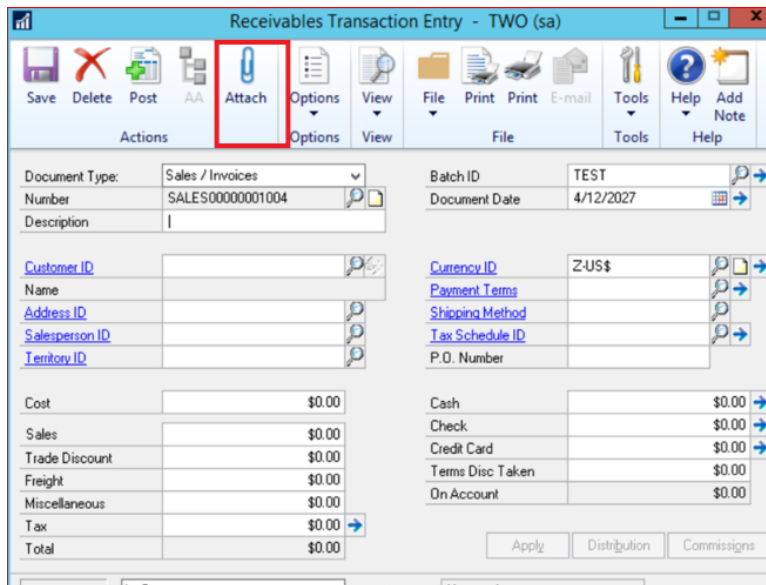 Receivables Transaction Entry - TWO (sa)
Save Delete Post AA Attach Options View File Print Print E-mail Tools Help Add Note
Actions Options View File Tools Help
Document Type: Sales / Invoices
Number SALES00000001004
Description
Batch ID TEST
Document Date 4/12/2027
Customer ID
Name
Address ID
Salesperson ID
Territory ID
Currency ID Z-US$
Payment Terms
Shipping Method
Tax Schedule ID
P.O. Number
Cost $0.00
Sales $0.00
Trade Discount $0.00
Freight $0.00
Miscellaneous $0.00
Tax $0.00
Total $0.00
Cash $0.00
Check $0.00
Credit Card $0.00
Terms Disc Taken $0.00
On Account $0.00
Apply Distribution Commissions